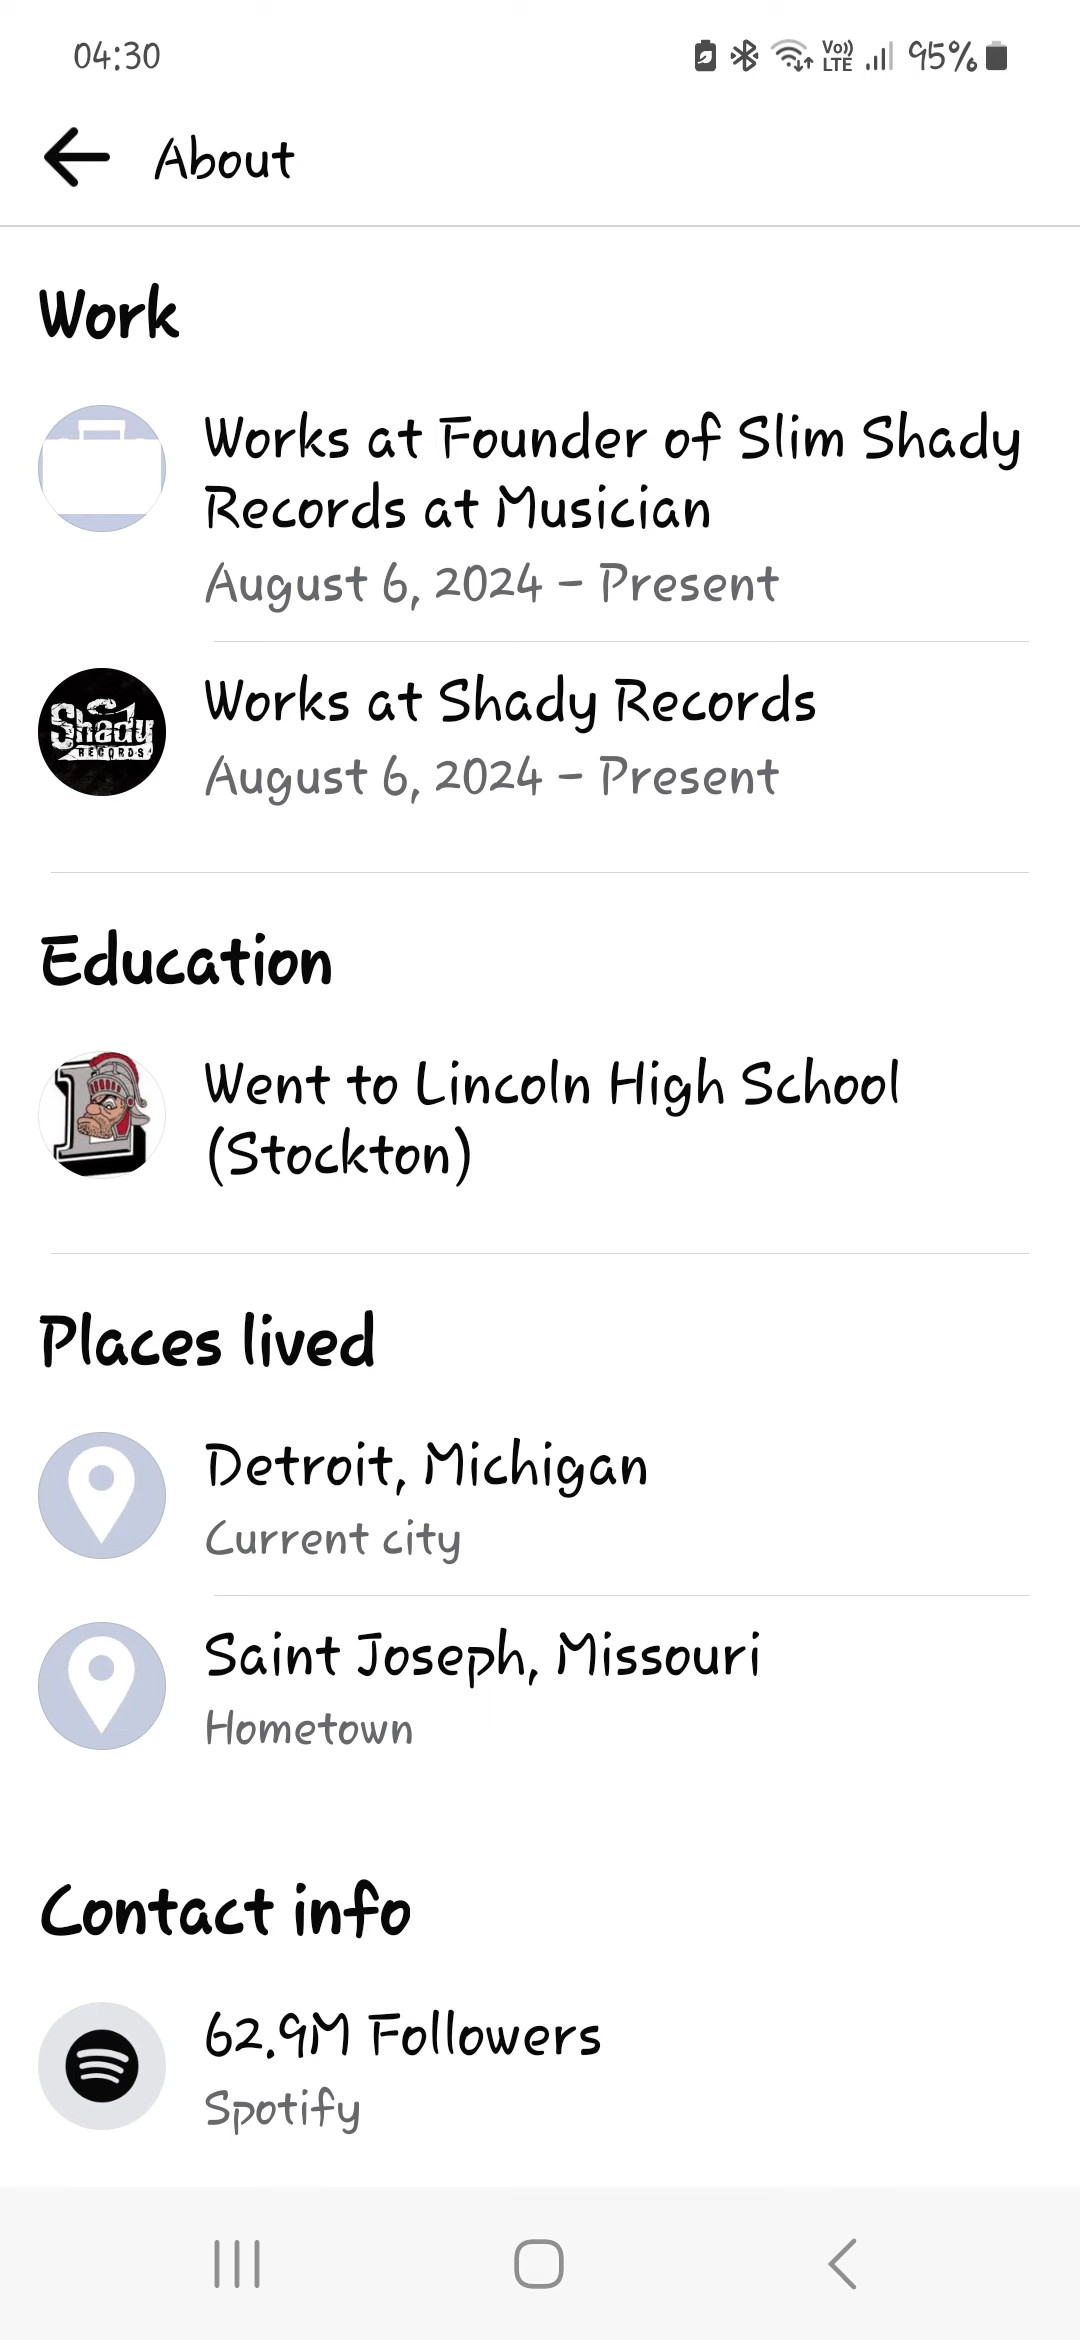 04:30
Vo)) LTE
95%
About
Work
Works at Founder of Slim Shady
Records at Musician
August 6, 2024 – Present
Shady
RECORDS
Works at Shady Records
August 6, 2024 – Present
Education
L
Went to Lincoln High School
(Stockton)
Places lived
Detroit, Michigan
Current city
Saint Joseph, Missouri
Hometown
Contact info
62.9M Followers
Spotify